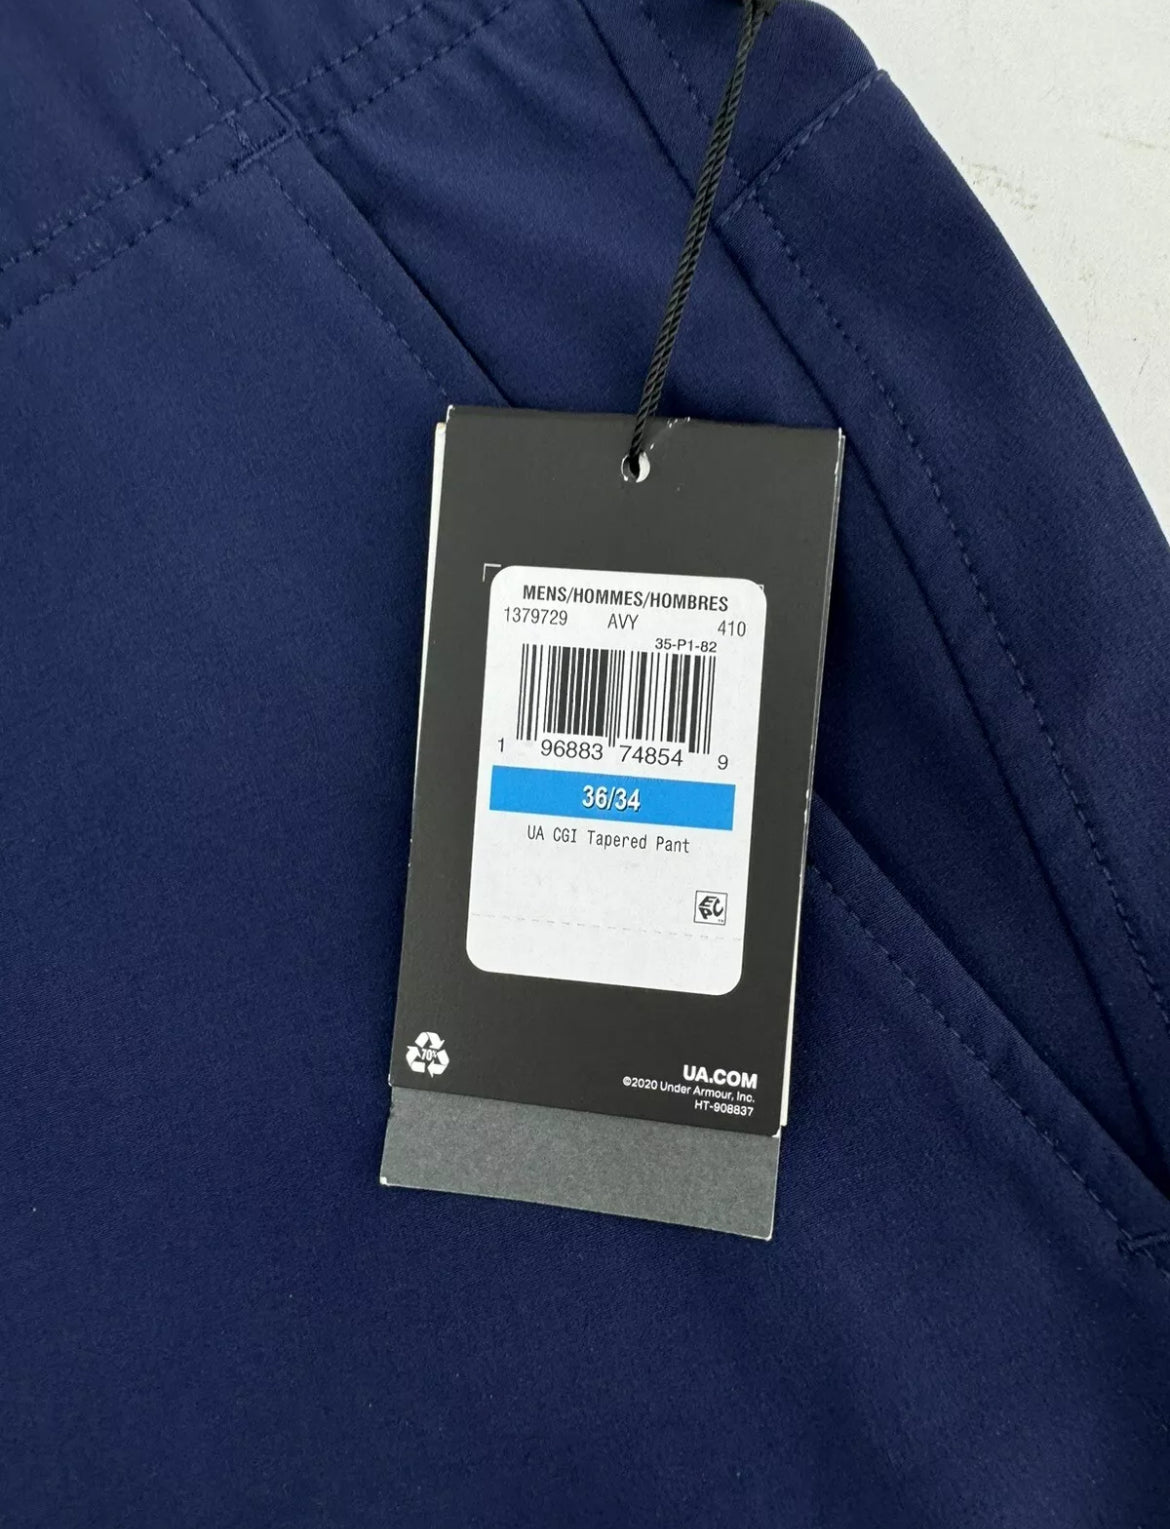 MENS/HOMMES/HOMBRES
1379729 AVY 410
35-P1-82
1 96883 74854 9
36/34
UA CGI Tapered Pant
EPC
70%
UA.COM
©2020 Under Armour, Inc.
HT-908837